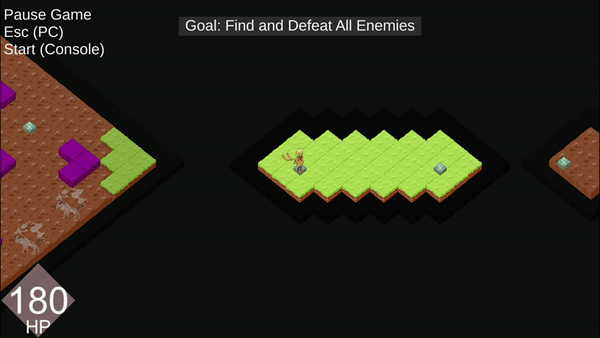 Pause Game
Esc (PC)
Start (Console)
Goal: Find and Defeat All Enemies
180
HP